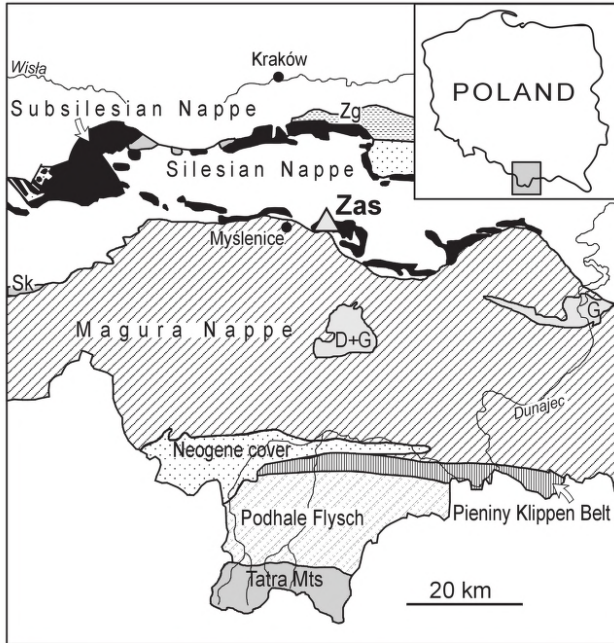 Wisła
Kraków
POLAND
Subsilesian Nappe
Zg
Silesian Nappe
Zas
Myślenice
Sk
Magura Nappe
D+G
G
Dunajec
Neogene cover
Podhale Flysch
Pieniny Klippen Belt
Tatra Mts
20 km